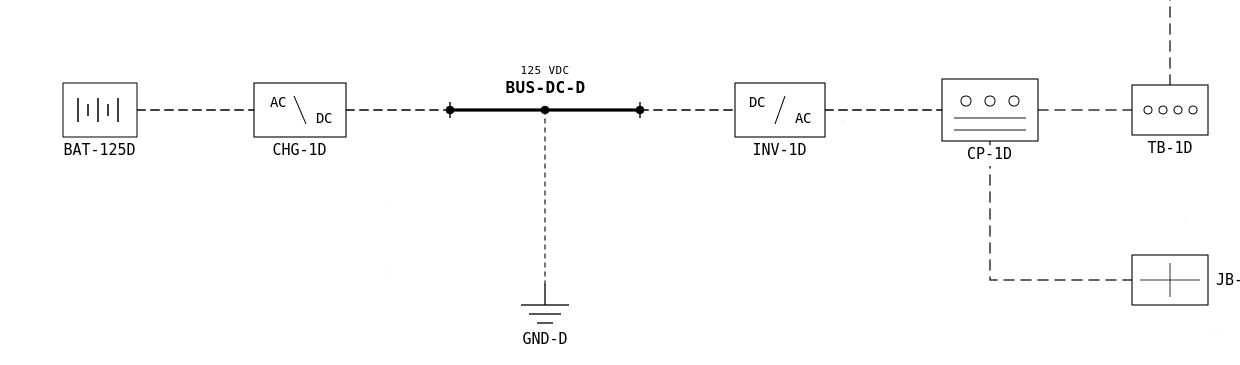 125 VDC
BUS-DC-D
AC
DC
DC
AC
BAT-125D
CHG-1D
INV-1D
CP-1D
TB-1D
JB-
GND-D